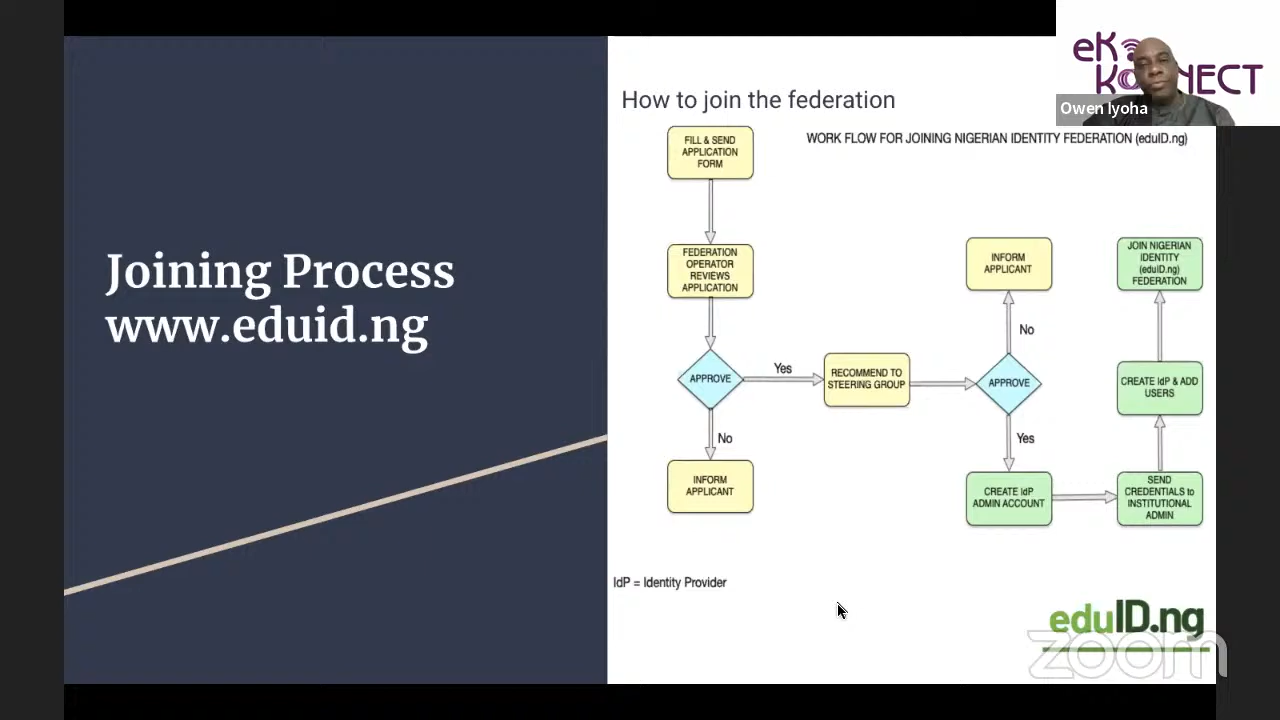 Joining Process
www.eduid.ng
How to join the federation
WORK FLOW FOR JOINING NIGERIAN IDENTITY FEDERATION (eduID.ng)
FILL & SEND
APPLICATION
FORM
FEDERATION
OPERATOR
REVIEWS
APPLICATION
APPROVE
Yes
No
INFORM
APPLICANT
RECOMMEND TO
STEERING GROUP
APPROVE
No
INFORM
APPLICANT
Yes
CREATE IdP
ADMIN ACCOUNT
SEND
CREDENTIALS to
INSTITUTIONAL
ADMIN
CREATE IdP & ADD
USERS
JOIN NIGERIAN
IDENTITY
(eduID.ng)
FEDERATION
IdP = Identity Provider
eduID.ng
zoom
Owen Iyoha